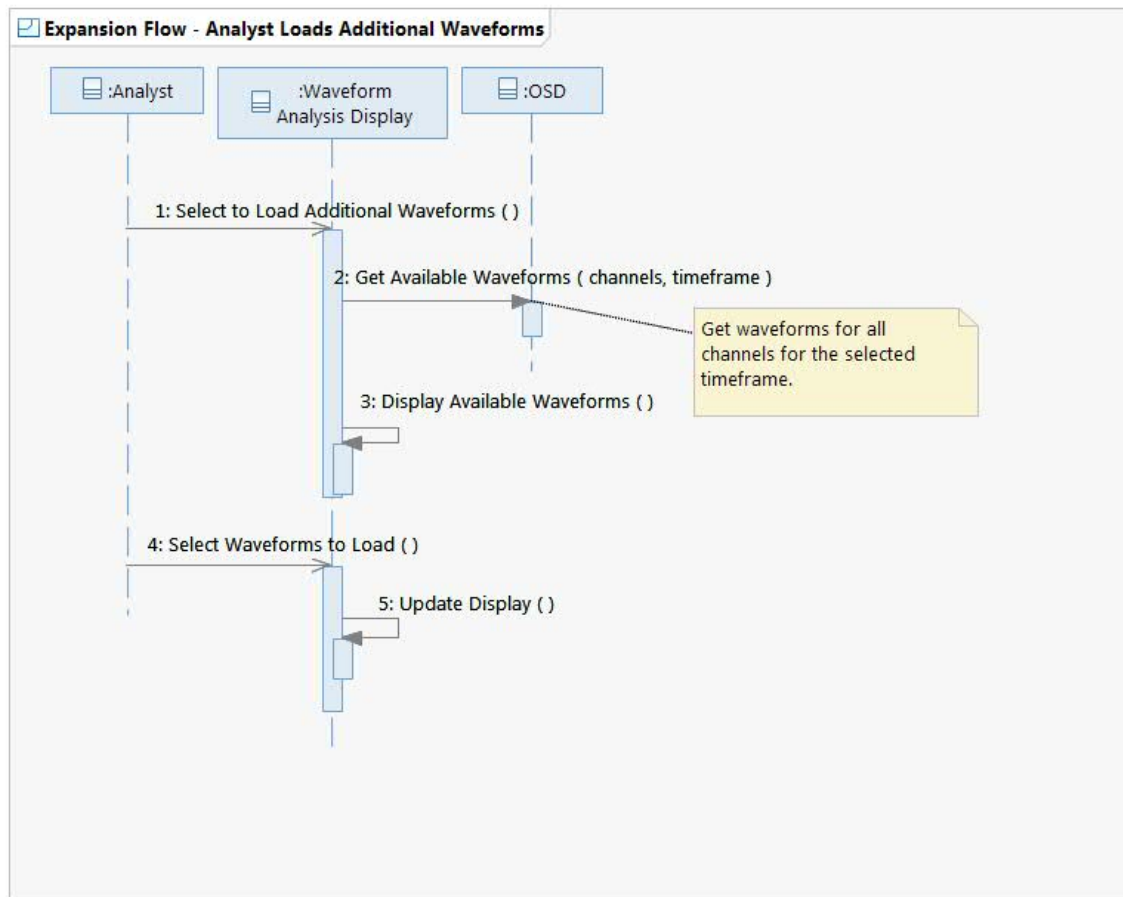 Expansion Flow - Analyst Loads Additional Waveforms
:Analyst
:Waveform
Analysis Display
:OSD
1: Select to Load Additional Waveforms ( )
2: Get Available Waveforms ( channels, timeframe )
Get waveforms for all
channels for the selected
timeframe.
3: Display Available Waveforms ( )
4: Select Waveforms to Load ( )
5: Update Display ( )